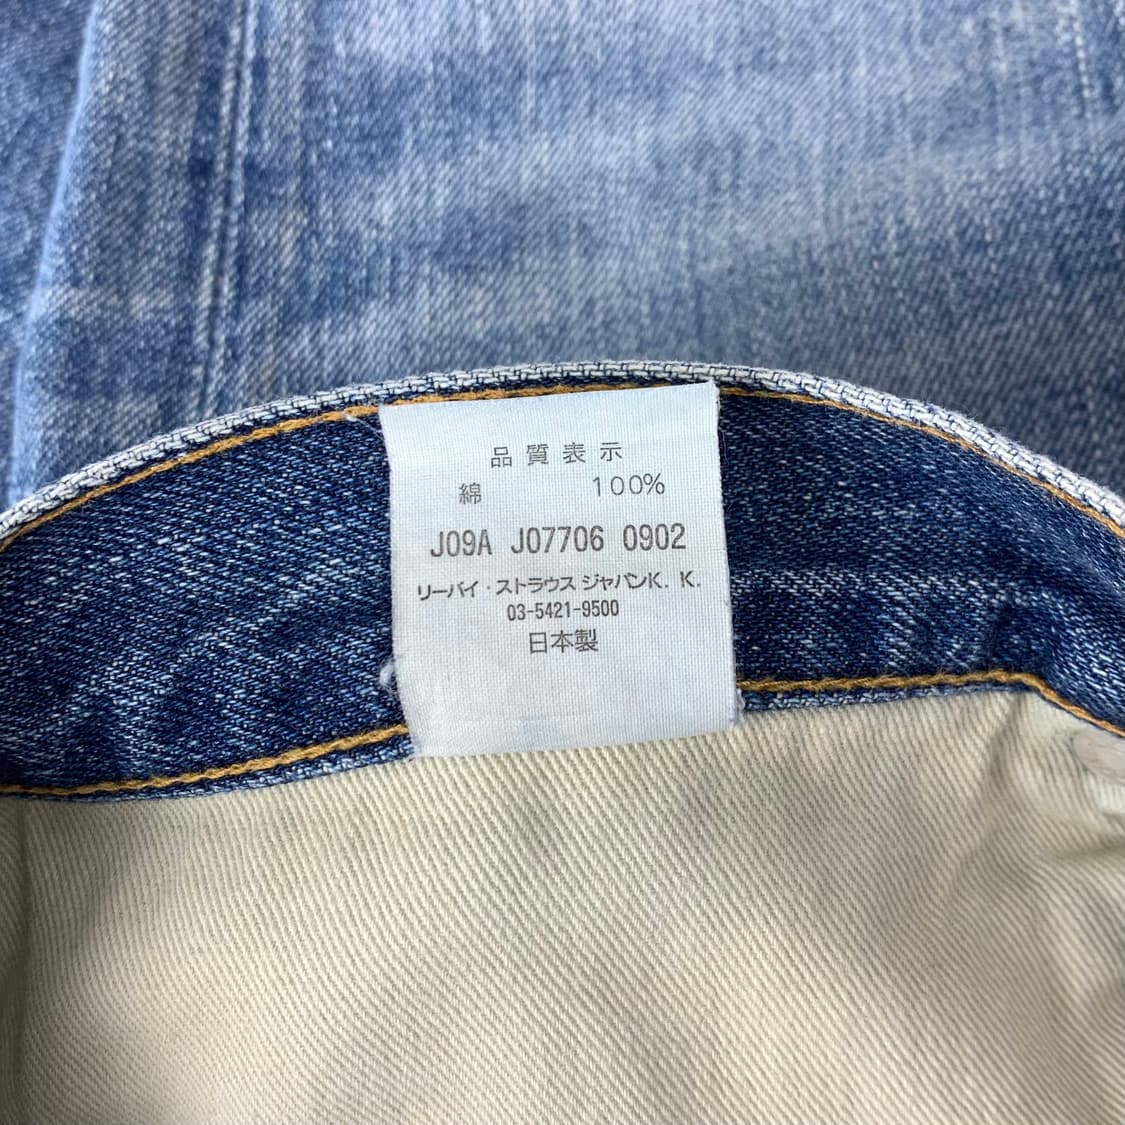 品質表示
綿 100%
J09A J07706 0902
リーバイ・ストラウス ジャパンK. K.
03-5421-9500
日本製